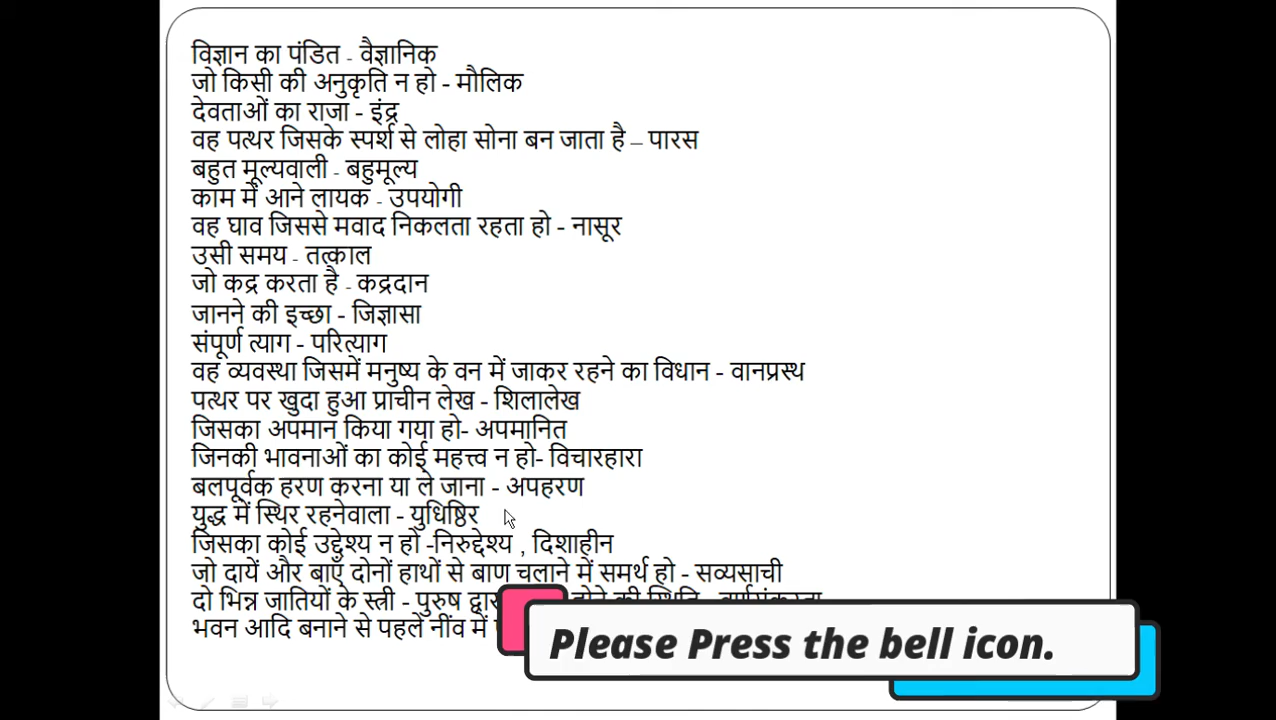 विज्ञान का पंडित - वैज्ञानिक
जो किसी की अनुकृति न हो - मौलिक
देवताओं का राजा - इंद्र
वह पत्थर जिसके स्पर्श से लोहा सोना बन जाता है – पारस
बहुत मूल्यवाली - बहुमूल्य
काम में आने लायक - उपयोगी
वह घाव जिससे मवाद निकलता रहता हो - नासूर
उसी समय - तत्काल
जो कद्र करता है - कद्रदान
जानने की इच्छा - जिज्ञासा
संपूर्ण त्याग - परित्याग
वह व्यवस्था जिसमें मनुष्य के वन में जाकर रहने का विधान - वानप्रस्थ
पत्थर पर खुदा हुआ प्राचीन लेख - शिलालेख
जिसका अपमान किया गया हो- अपमानित
जिनकी भावनाओं का कोई महत्त्व न हो- विचारहारा
बलपूर्वक हरण करना या ले जाना - अपहरण
युद्ध में स्थिर रहनेवाला - युधिष्ठिर
जिसका कोई उद्देश्य न हो -निरुद्देश्य , दिशाहीन
जो दायें और बाएँ दोनों हाथों से बाण चलाने में समर्थ हो - सव्यसाची
दो भिन्न जातियों के स्त्री - पुरुष
भवन आदि बनाने से पहले नींव में
Please Press the bell icon.